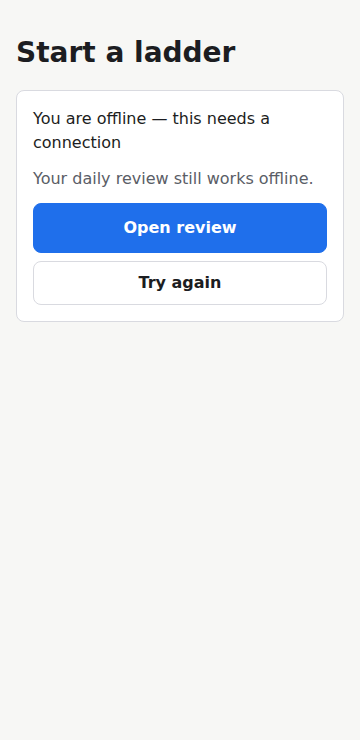 Start a ladder
You are offline — this needs a
connection
Your daily review still works offline.
Open review
Try again